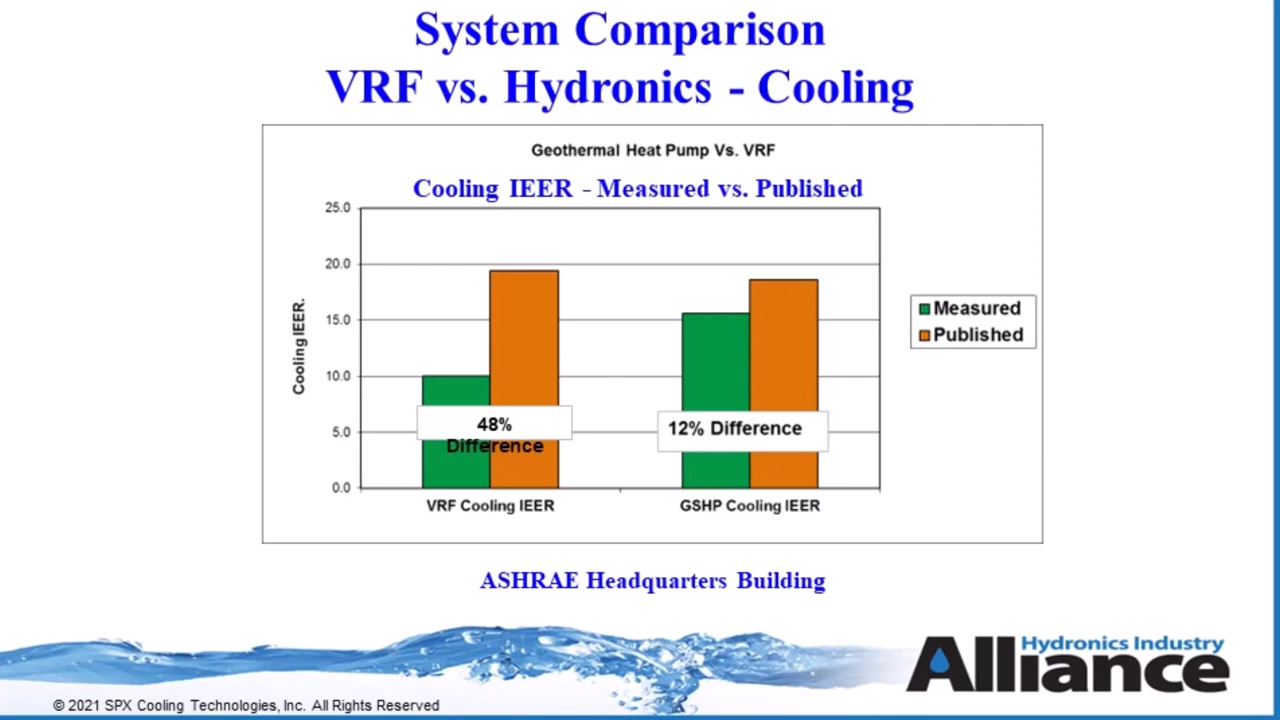 System Comparison
VRF vs. Hydronics - Cooling
Geothermal Heat Pump Vs. VRF
Cooling IEER - Measured vs. Published
25.0
20.0
15.0
10.0
5.0
0.0
Cooling IEER.
48%
Difference
12% Difference
VRF Cooling IEER
GSHP Cooling IEER
Measured
Published
ASHRAE Headquarters Building
Hydronics Industry
Alliance
© 2021 SPX Cooling Technologies, Inc. All Rights Reserved